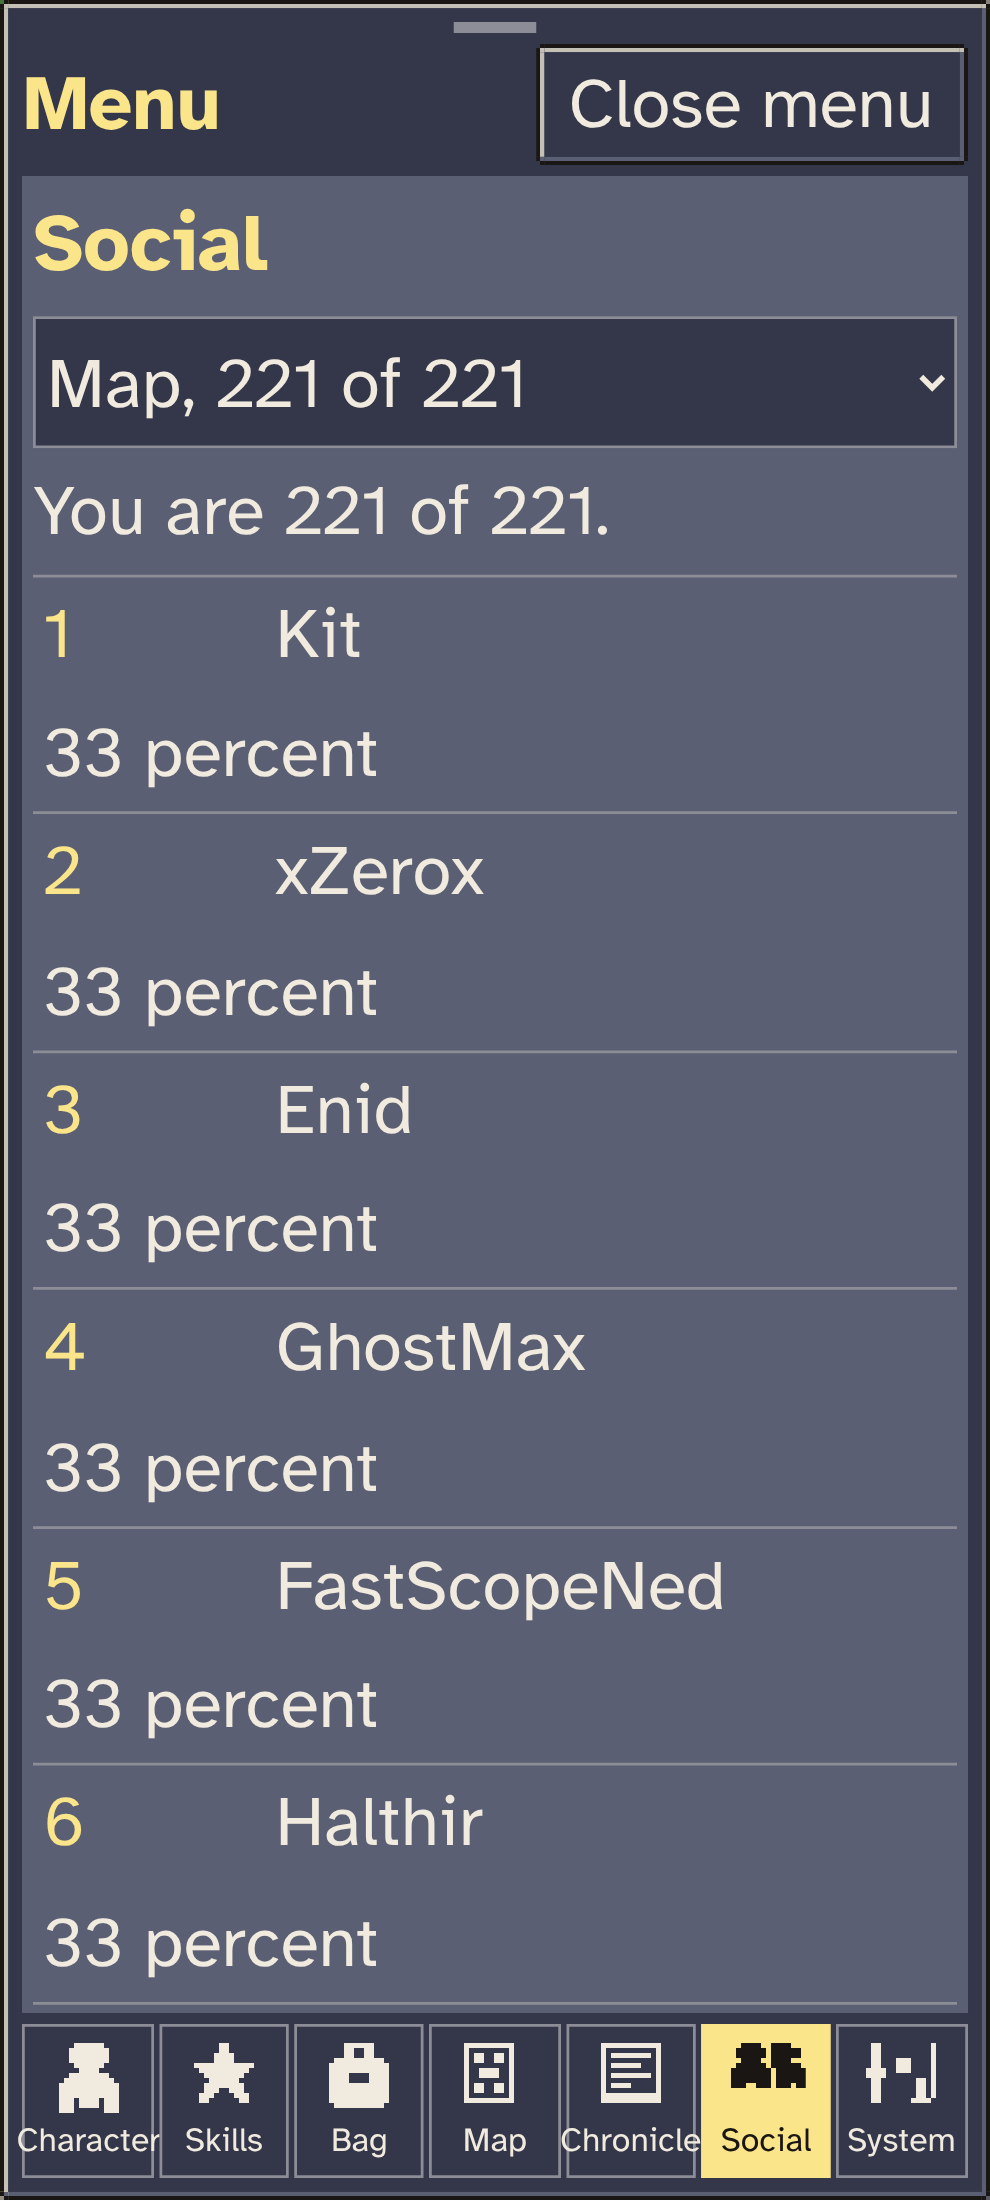 Menu
Close menu
Social
Map, 221 of 221
You are 221 of 221.
1 Kit
33 percent
2 xZerox
33 percent
3 Enid
33 percent
4 GhostMax
33 percent
5 FastScopeNed
33 percent
6 Halthir
33 percent
Character Skills Bag Map Chronicle Social System